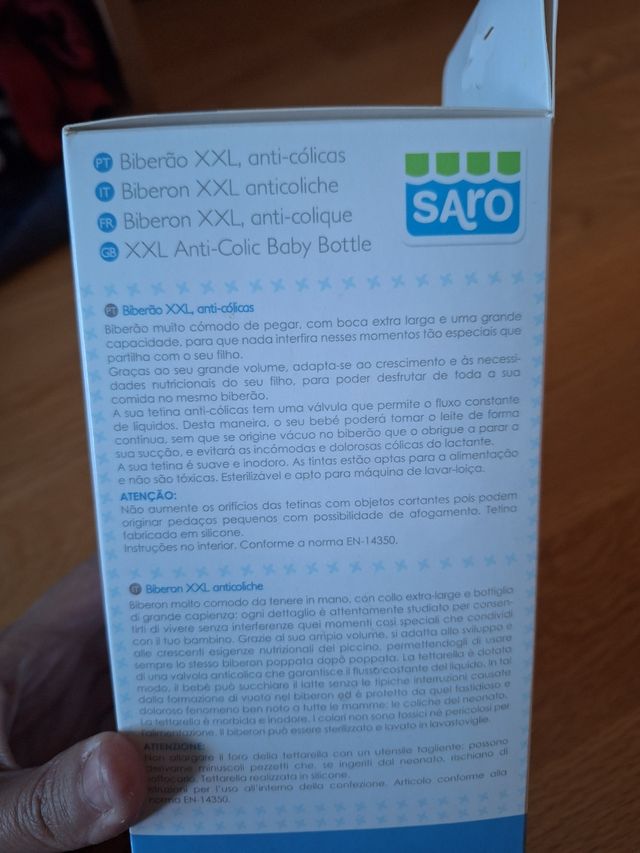 PT Biberão XXL, anti-cólicas
IT Biberon XXL anticoliche
FR Biberon XXL, anti-colique
GB XXL Anti-Colic Baby Bottle
SARO
PT Biberão XXL, anti-cólicas
Biberão muito cómodo de pegar, com boca extra larga e uma grande
capacidade, para que nada interfira nesses momentos tão especiais que
partilha com o seu filho.
Graças ao seu grande volume, adapta-se ao crescimento e às necessi-
dades nutricionais do seu filho, para poder desfrutar de toda a sua
comida no mesmo biberão.
A sua tetina anti-cólicas tem uma válvula que permite o fluxo constante
de líquidos. Desta maneira, o seu bebé poderá tomar o leite de forma
contínua, sem que se origine vácuo no biberão que o obrigue a parar a
sua sucção, e evitará as incómodas e dolorosas cólicas do lactante.
A sua tetina é suave e inodoro. As tintas estão aptas para a alimentação
e não são tóxicas. Esterilizável e apto para máquina de lavar-loiça.
ATENÇÃO:
Não aumente os orifícios das tetinas com objetos cortantes pois podem
originar pedaços pequenos com possibilidade de afogamento. Tetina
fabricada em silicone.
Instruções no interior. Conforme a norma EN-14350.
IT Biberon XXL anticoliche
Biberon molto comodo da tenere in mano, con collo extra-large e bottiglia
di grande capienza: ogni dettaglio è attentamente studiato per consen-
tirti di vivere senza interferenze quei momenti così speciali che condividi
con il tuo bambino. Grazie al suo ampio volume, si adatta allo sviluppo e
alle crescenti esigenze nutrizionali del piccino, permettendogli di usare
sempre lo stesso biberon poppata dopo poppata. La tettarella è dotata
di una valvola anticolica che garantisce il flusso costante del liquido. In tal
modo, il bebè può succhiare il latte senza le tipiche interruzioni causate
dalla formazione di vuoto nel biberon ed è protetto da quel fastidioso e
doloroso fenomeno ben noto a tutte le mamme: le coliche del neonato.
La tettarella è morbida e inodore. I colori non sono tossici né pericolosi per
l'alimentazione. Il biberon può essere sterilizzato e lavato in lavastoviglie.
ATTENZIONE:
Non allargare il foro della tettarella con un utensile tagliente: possono
derivarne minuscoli pezzetti che, se ingeriti dal neonato, rischiano di
soffocarlo. Tettarella realizzata in silicone.
Istruzioni per l'uso all'interno della confezione. Articolo conforme alla
norma EN-14350.